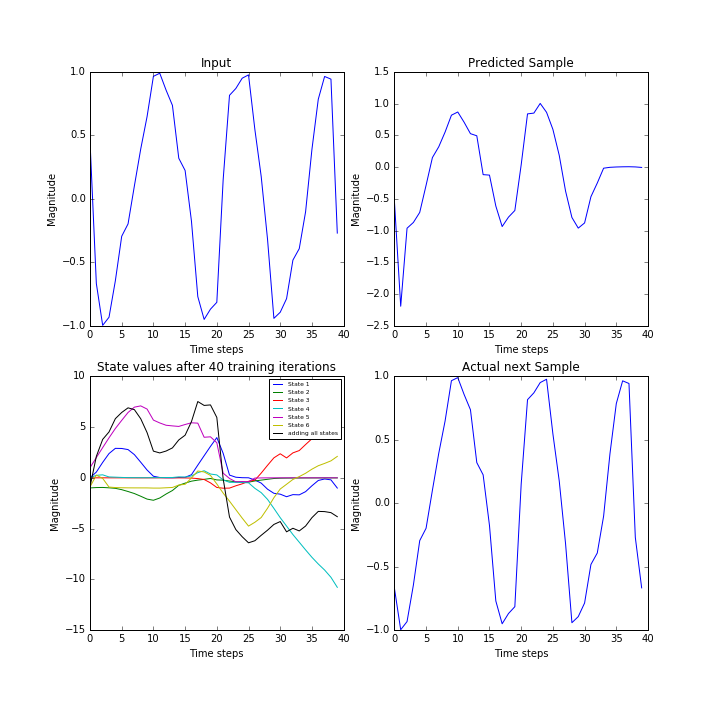 Input
Magnitude
1.0
0.5
0.0
−0.5
−1.0
0 5 10 15 20 25 30 35 40
Time steps
Predicted Sample
Magnitude
1.5
1.0
0.5
0.0
−0.5
−1.0
−1.5
−2.0
−2.5
0 5 10 15 20 25 30 35 40
Time steps
State values after 40 training iterations
Magnitude
10
5
0
−5
−10
−15
State 1
State 2
State 3
State 4
State 5
State 6
adding all states
0 5 10 15 20 25 30 35 40
Time steps
Actual next Sample
Magnitude
1.0
0.5
0.0
−0.5
−1.0
0 5 10 15 20 25 30 35 40
Time steps